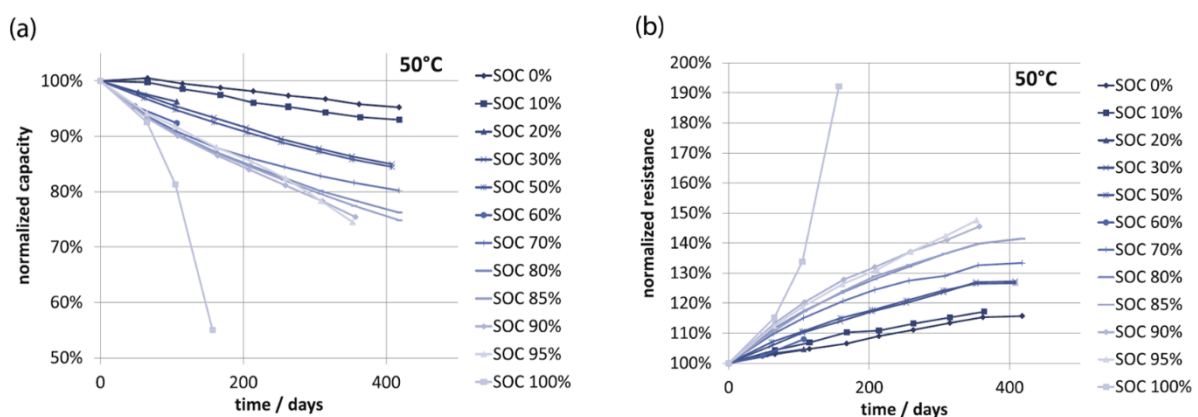 (a)
50°C
100%
90%
80%
70%
60%
50%
normalized capacity
0
200
400
time / days
SOC 0%
SOC 10%
SOC 20%
SOC 30%
SOC 50%
SOC 60%
SOC 70%
SOC 80%
SOC 85%
SOC 90%
SOC 95%
SOC 100%
(b)
50°C
200%
190%
180%
170%
160%
150%
140%
130%
120%
110%
100%
normalized resistance
0
200
400
time / days
SOC 0%
SOC 10%
SOC 20%
SOC 30%
SOC 50%
SOC 60%
SOC 70%
SOC 80%
SOC 85%
SOC 90%
SOC 95%
SOC 100%